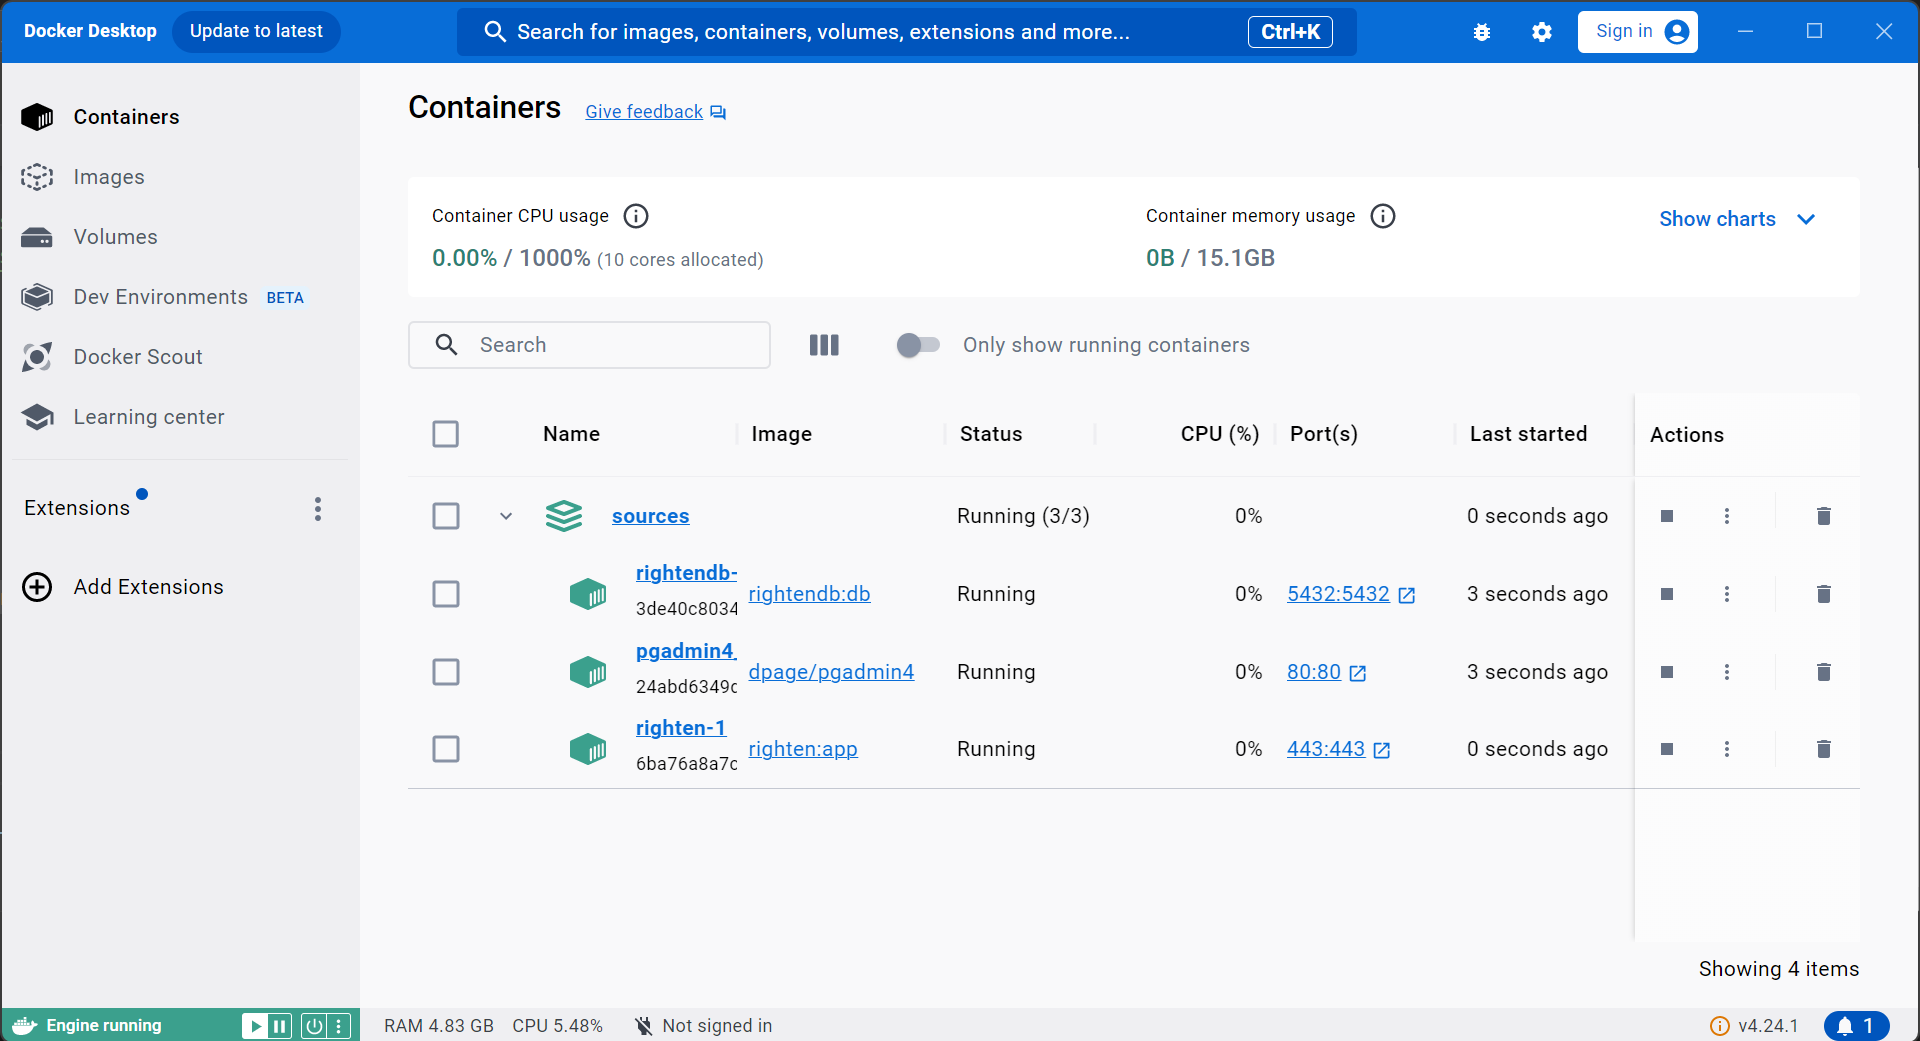 Docker Desktop Update to latest Search for images, containers, volumes, extensions and more... Ctrl+K Sign in
Containers
Images
Volumes
Dev Environments BETA
Docker Scout
Learning center
Extensions
Add Extensions
Containers Give feedback
Container CPU usage
0.00% / 1000% (10 cores allocated)
Container memory usage
0B / 15.1GB
Show charts
Search Only show running containers
Name Image Status CPU (%) Port(s) Last started Actions
sources Running (3/3) 0% 0 seconds ago
rightendb-
3de40c8034
rightendb:db Running 0% 5432:5432 3 seconds ago
pgadmin4_
24abd6349
dpage/pgadmin4 Running 0% 80:80 3 seconds ago
righten-1
6ba76a8a7
righten:app Running 0% 443:443 0 seconds ago
Showing 4 items
Engine running RAM 4.83 GB CPU 5.48% Not signed in v4.24.1 1